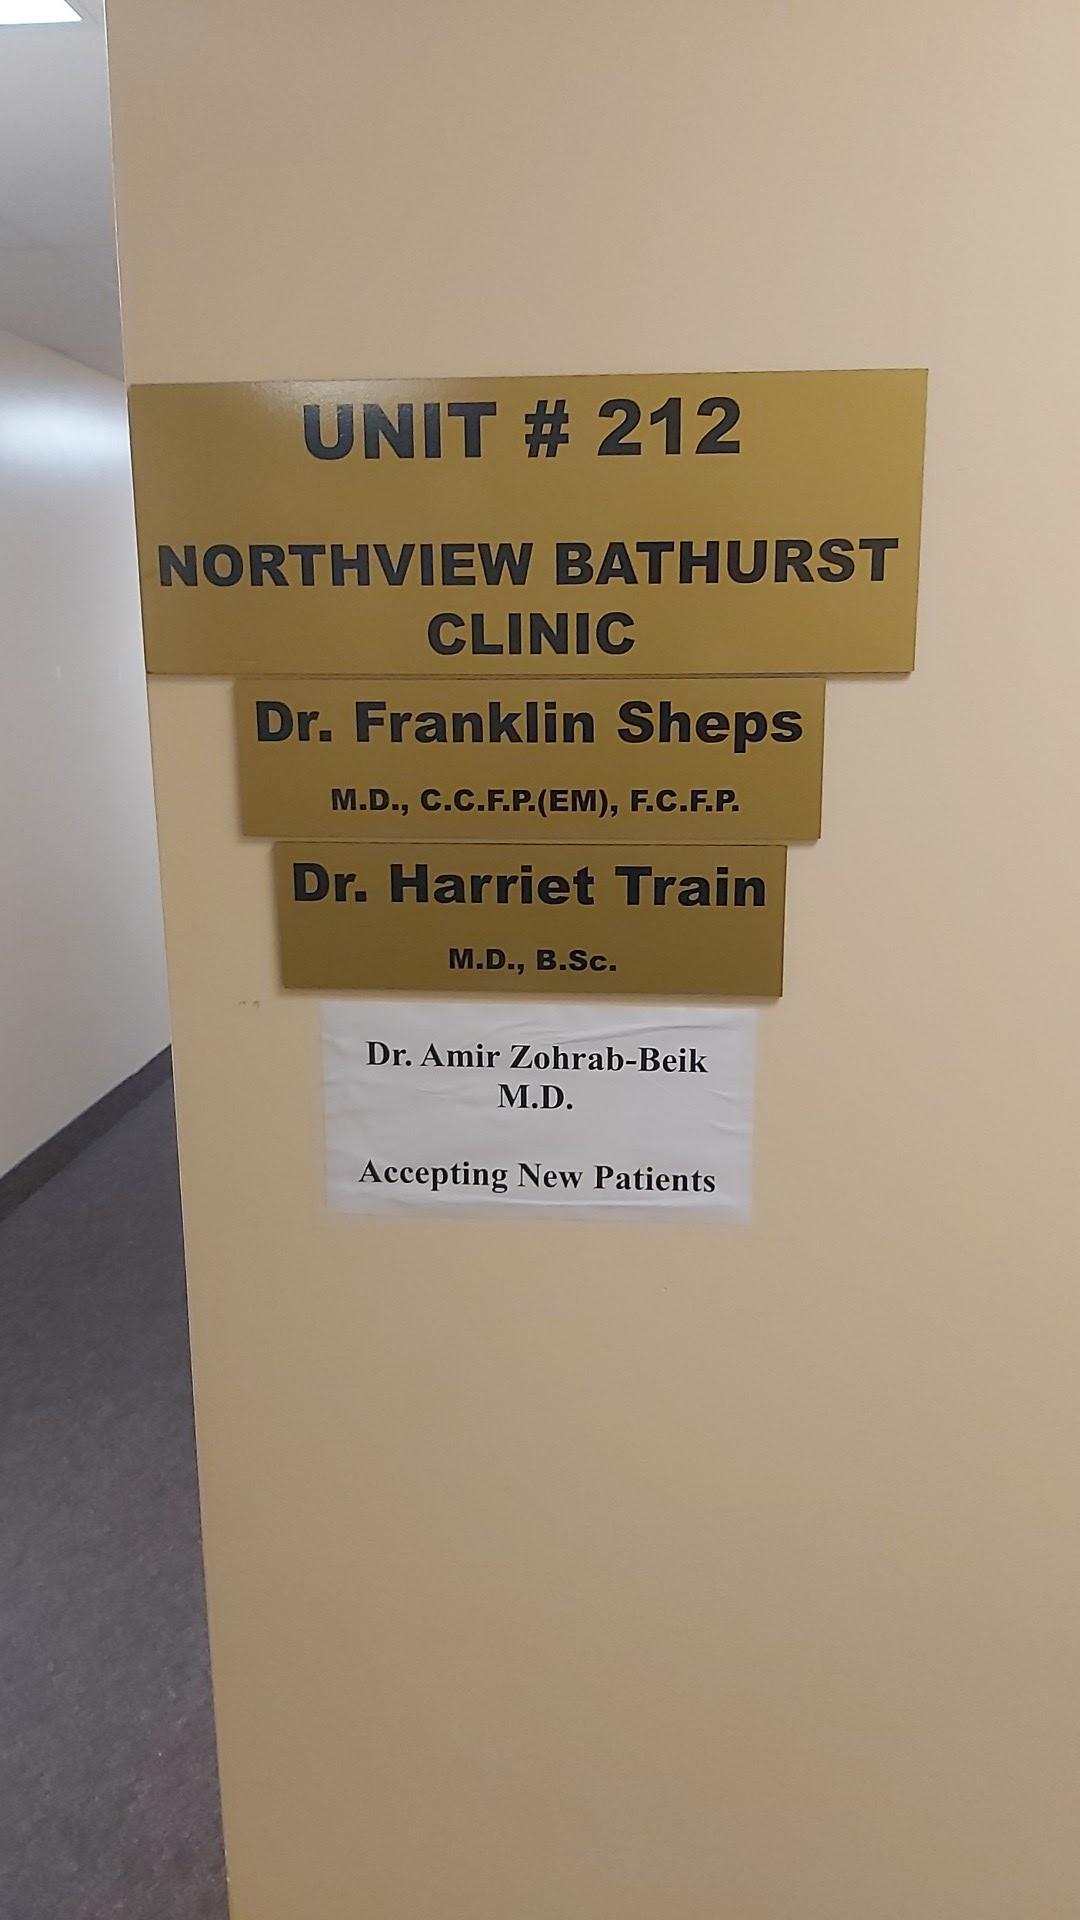 UNIT # 212
NORTHVIEW BATHURST
CLINIC
Dr. Franklin Sheps
M.D., C.C.F.P.(EM), F.C.F.P.
Dr. Harriet Train
M.D., B.Sc.
Dr. Amir Zohrab-Beik
M.D.
Accepting New Patients